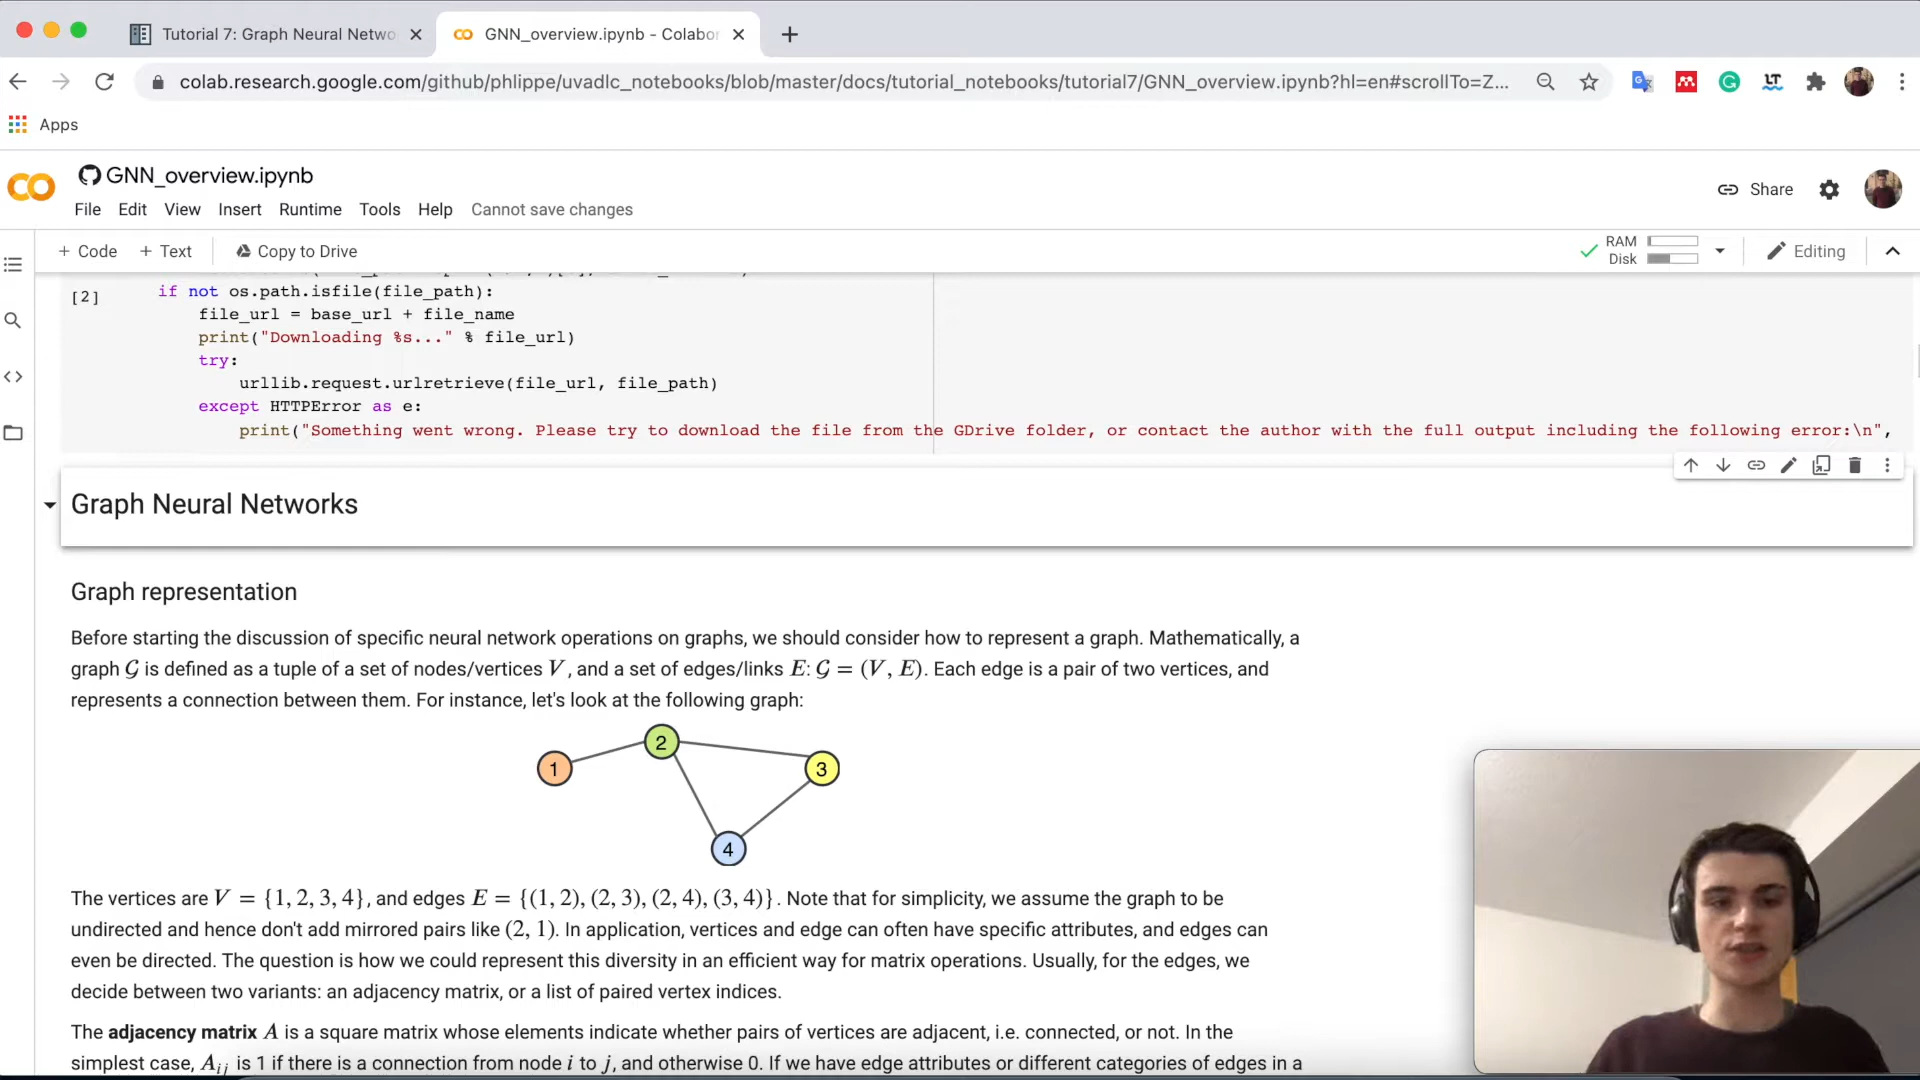 Tutorial 7: Graph Neural Netwo
GNN_overview.ipynb - Colabor
colab.research.google.com/github/phlippe/uvadlc_notebooks/blob/master/docs/tutorial_notebooks/tutorial7/GNN_overview.ipynb?hl=en#scrollTo=Z...
Apps
GNN_overview.ipynb
Share
File Edit View Insert Runtime Tools Help Cannot save changes
+ Code + Text Copy to Drive
RAM
Disk
Editing
[2] if not os.path.isfile(file_path):
file_url = base_url + file_name
print("Downloading %s..." % file_url)
try:
urllib.request.urlretrieve(file_url, file_path)
except HTTPError as e:
print("Something went wrong. Please try to download the file from the GDrive folder, or contact the author with the full output including the following error:\n",
Graph Neural Networks
Graph representation
Before starting the discussion of specific neural network operations on graphs, we should consider how to represent a graph. Mathematically, a
graph 𝒢 is defined as a tuple of a set of nodes/vertices V, and a set of edges/links E: 𝒢 = (V, E). Each edge is a pair of two vertices, and
represents a connection between them. For instance, let's look at the following graph:
2
1
3
4
The vertices are V = {1, 2, 3, 4}, and edges E = {(1, 2), (2, 3), (2, 4), (3, 4)}. Note that for simplicity, we assume the graph to be
undirected and hence don't add mirrored pairs like (2, 1). In application, vertices and edge can often have specific attributes, and edges can
even be directed. The question is how we could represent this diversity in an efficient way for matrix operations. Usually, for the edges, we
decide between two variants: an adjacency matrix, or a list of paired vertex indices.
The adjacency matrix A is a square matrix whose elements indicate whether pairs of vertices are adjacent, i.e. connected, or not. In the
simplest case, A_ij is 1 if there is a connection from node i to j, and otherwise 0. If we have edge attributes or different categories of edges in a